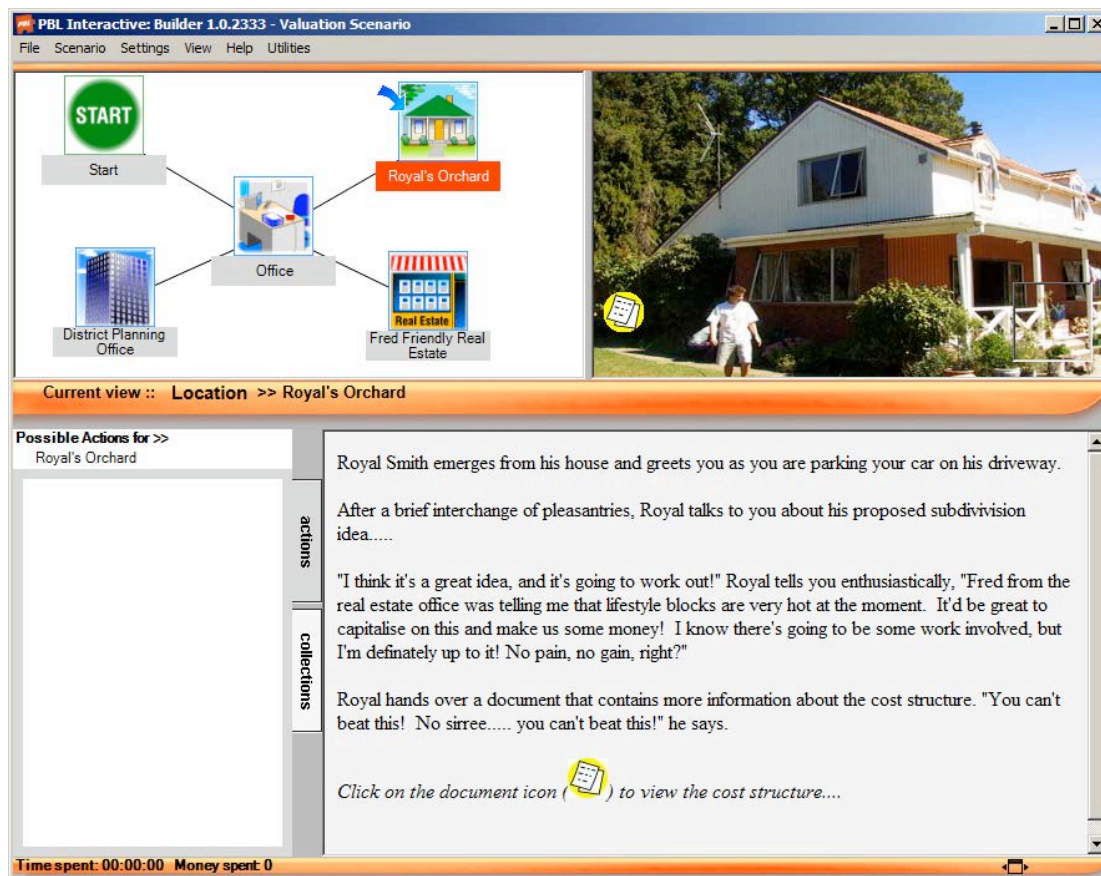 PBL Interactive: Builder 1.0.2333 - Valuation Scenario
File Scenario Settings View Help Utilities
START
Start
Royal's Orchard
Office
District Planning
Office
Real Estate
Fred Friendly Real
Estate
Current view :: Location >> Royal's Orchard
Possible Actions for >>
Royal's Orchard
actions
collections
Royal Smith emerges from his house and greets you as you are parking your car on his driveway.
After a brief interchange of pleasantries, Royal talks to you about his proposed subdivivision
idea.....
"I think it's a great idea, and it's going to work out!" Royal tells you enthusiastically, "Fred from the
real estate office was telling me that lifestyle blocks are very hot at the moment. It'd be great to
capitalise on this and make us some money! I know there's going to be some work involved, but
I'm definately up to it! No pain, no gain, right?"
Royal hands over a document that contains more information about the cost structure. "You can't
beat this! No sirree..... you can't beat this!" he says.
Click on the document icon ( ) to view the cost structure....
Time spent: 00:00:00 Money spent: 0